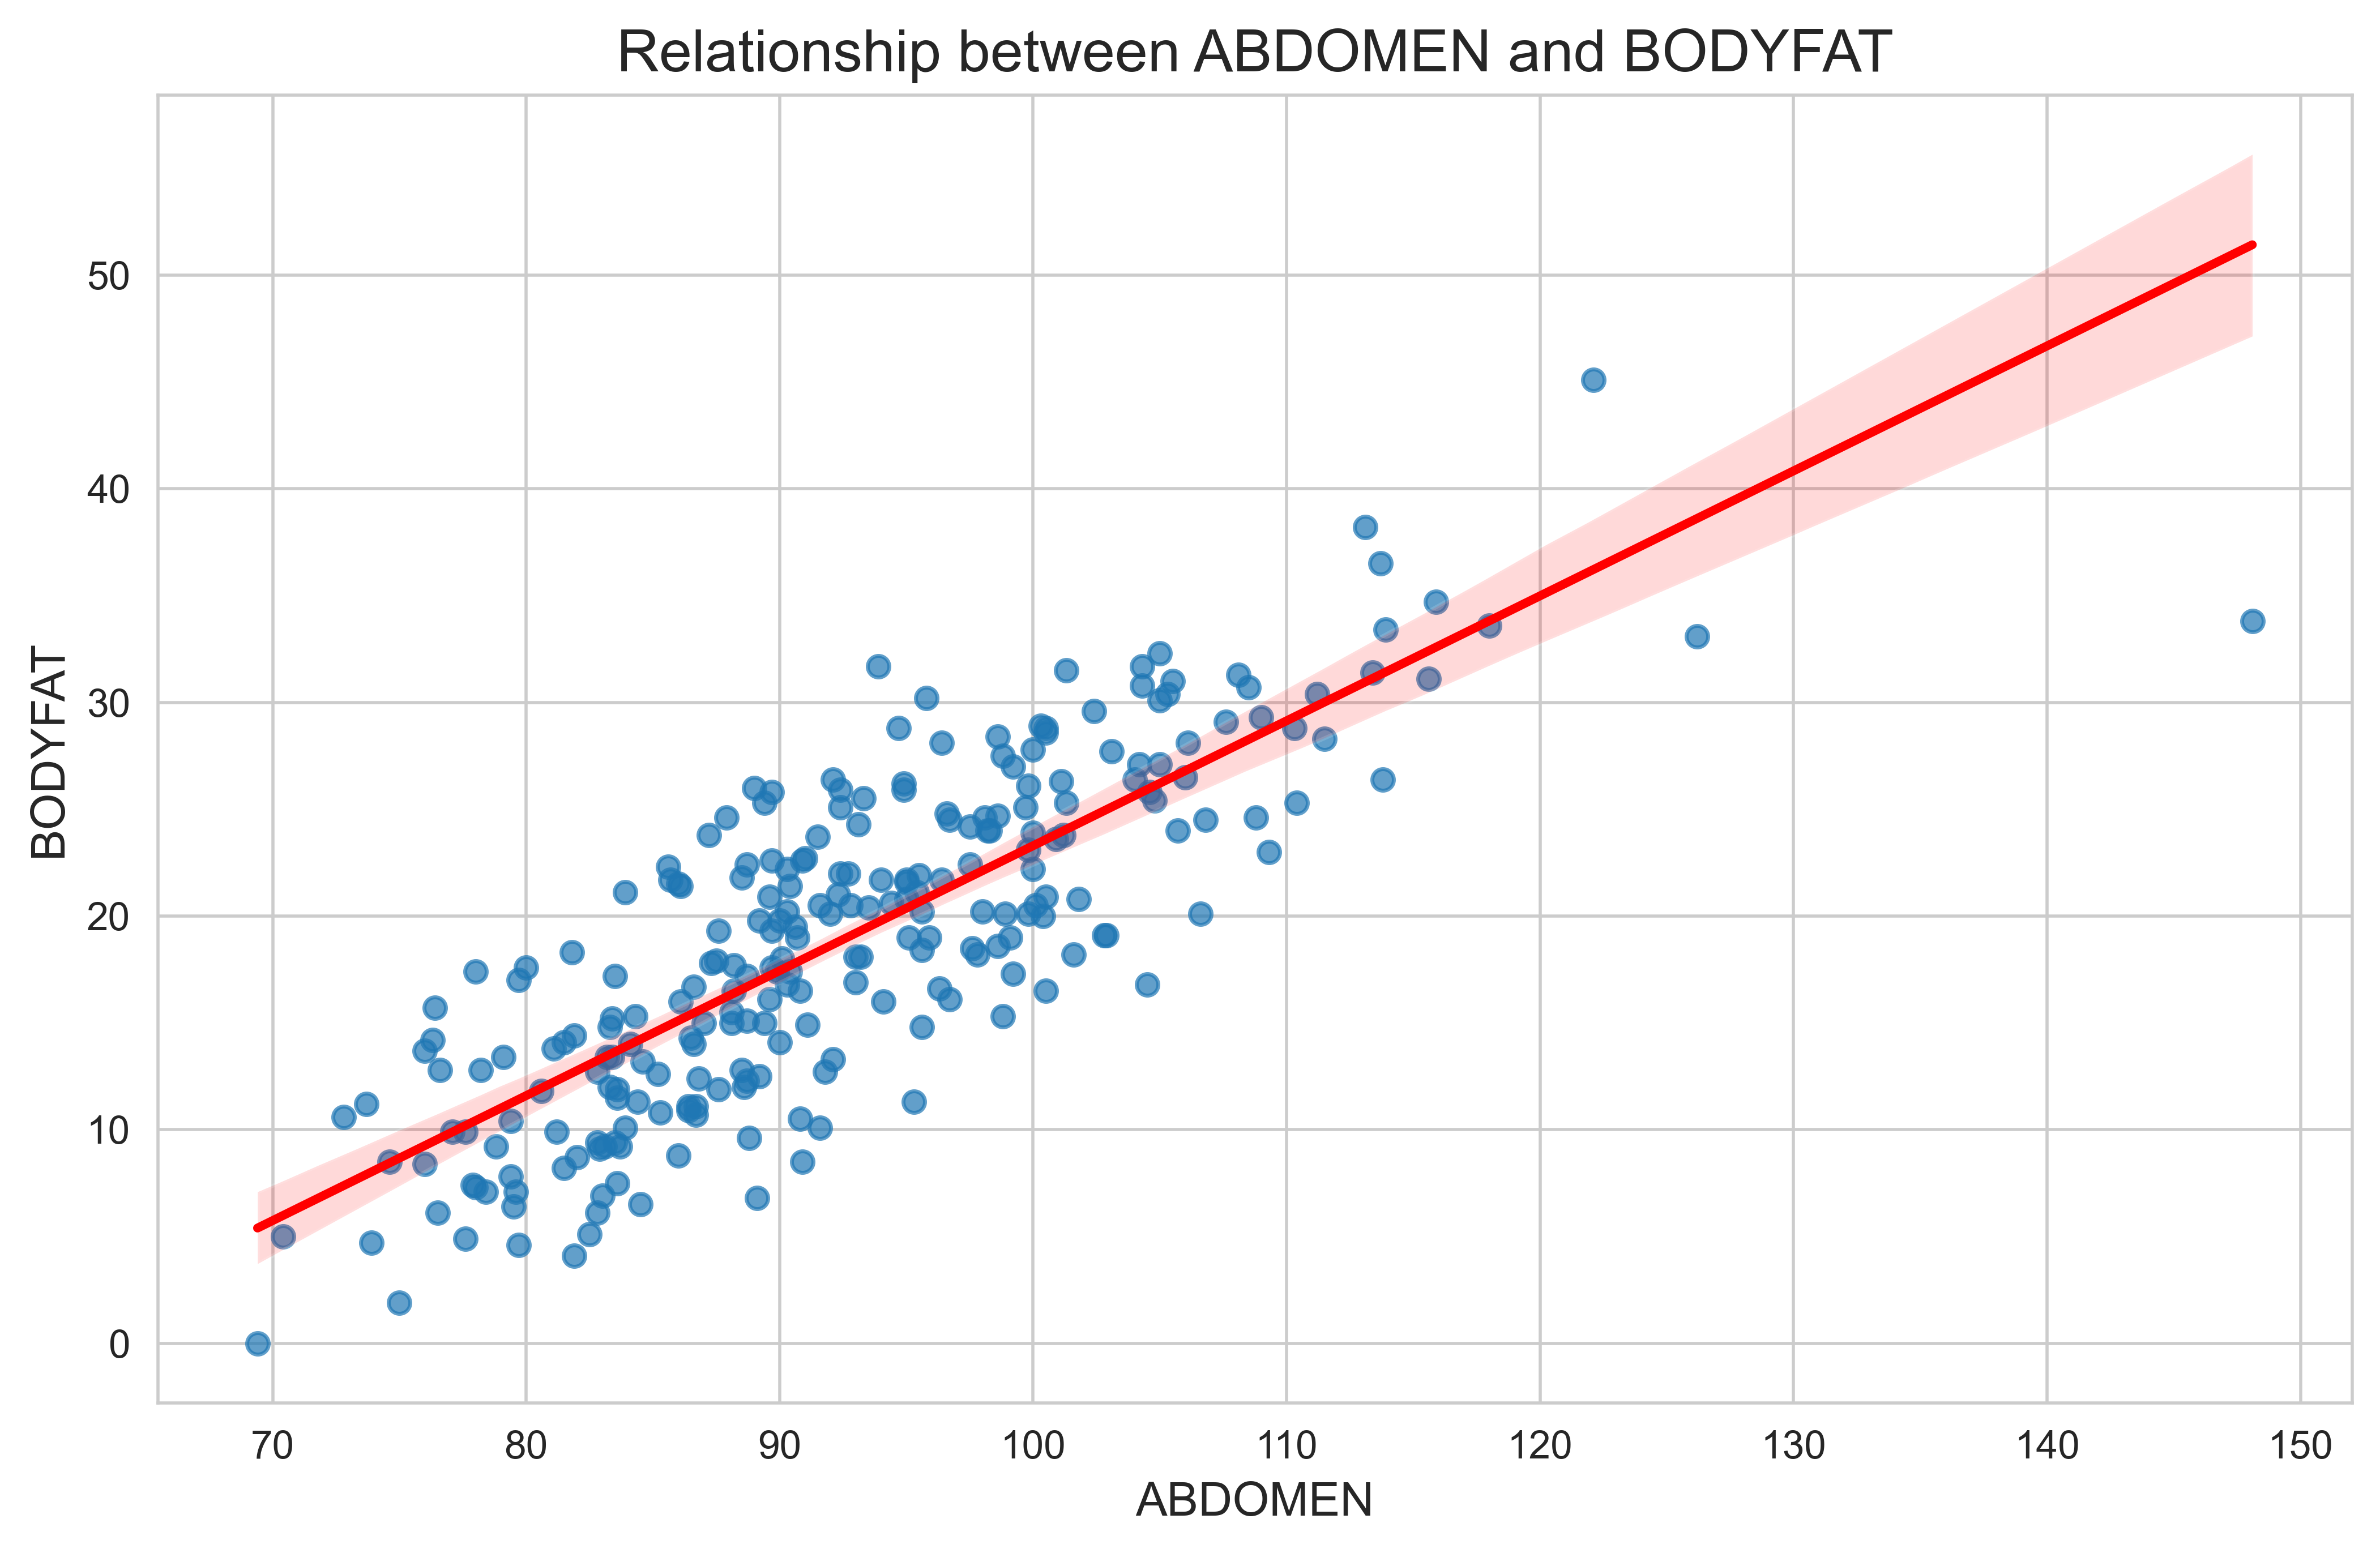 Relationship between ABDOMEN and BODYFAT
BODYFAT
50
40
30
20
10
0
70 80 90 100 110 120 130 140 150
ABDOMEN